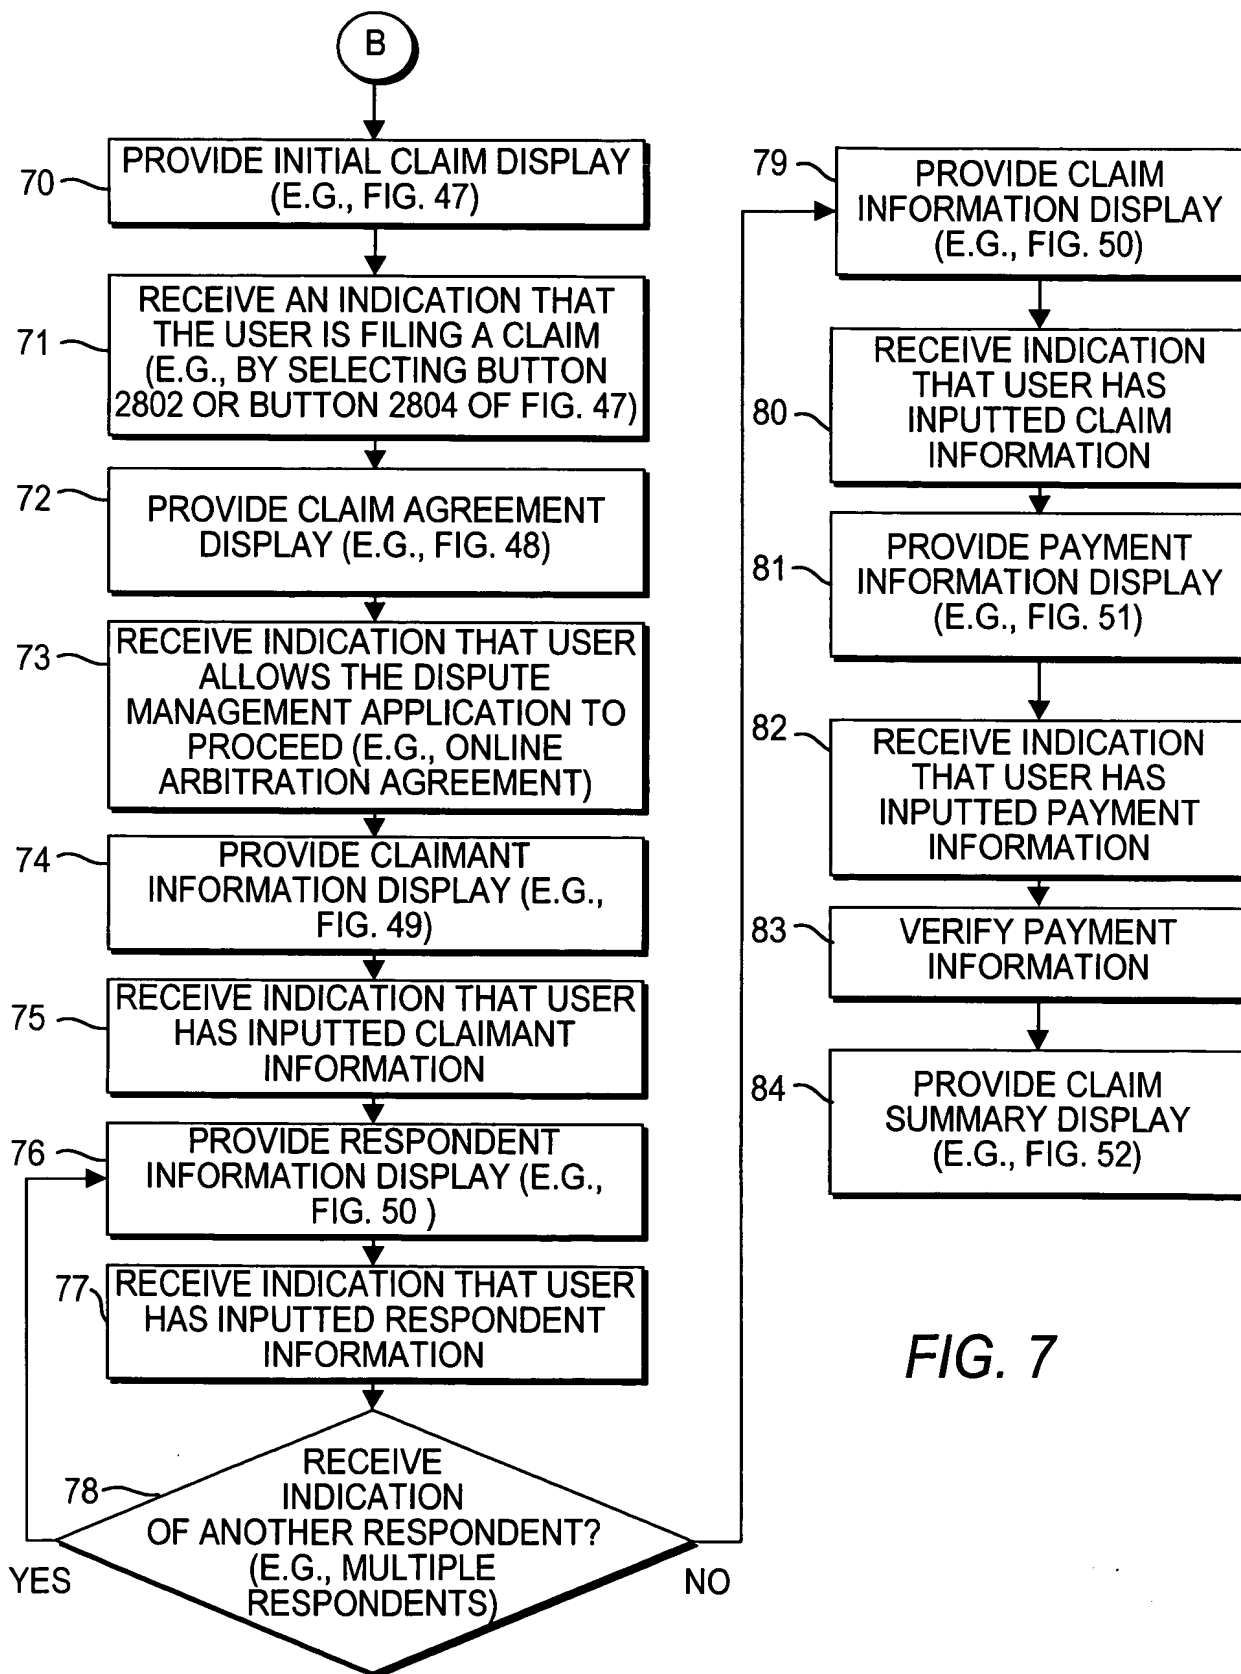 B
70
PROVIDE INITIAL CLAIM DISPLAY
(E.G., FIG. 47)
71
RECEIVE AN INDICATION THAT
THE USER IS FILING A CLAIM
(E.G., BY SELECTING BUTTON
2802 OR BUTTON 2804 OF FIG. 47)
72
PROVIDE CLAIM AGREEMENT
DISPLAY (E.G., FIG. 48)
73
RECEIVE INDICATION THAT USER
ALLOWS THE DISPUTE
MANAGEMENT APPLICATION TO
PROCEED (E.G., ONLINE
ARBITRATION AGREEMENT)
74
PROVIDE CLAIMANT
INFORMATION DISPLAY (E.G.,
FIG. 49)
75
RECEIVE INDICATION THAT USER
HAS INPUTTED CLAIMANT
INFORMATION
76
PROVIDE RESPONDENT
INFORMATION DISPLAY (E.G.,
FIG. 50 )
77
RECEIVE INDICATION THAT USER
HAS INPUTTED RESPONDENT
INFORMATION
78
RECEIVE
INDICATION
OF ANOTHER RESPONDENT?
(E.G., MULTIPLE
RESPONDENTS)
YES
NO
79
PROVIDE CLAIM
INFORMATION DISPLAY
(E.G., FIG. 50)
80
RECEIVE INDICATION
THAT USER HAS
INPUTTED CLAIM
INFORMATION
81
PROVIDE PAYMENT
INFORMATION DISPLAY
(E.G., FIG. 51)
82
RECEIVE INDICATION
THAT USER HAS
INPUTTED PAYMENT
INFORMATION
83
VERIFY PAYMENT
INFORMATION
84
PROVIDE CLAIM
SUMMARY DISPLAY
(E.G., FIG. 52)
FIG. 7